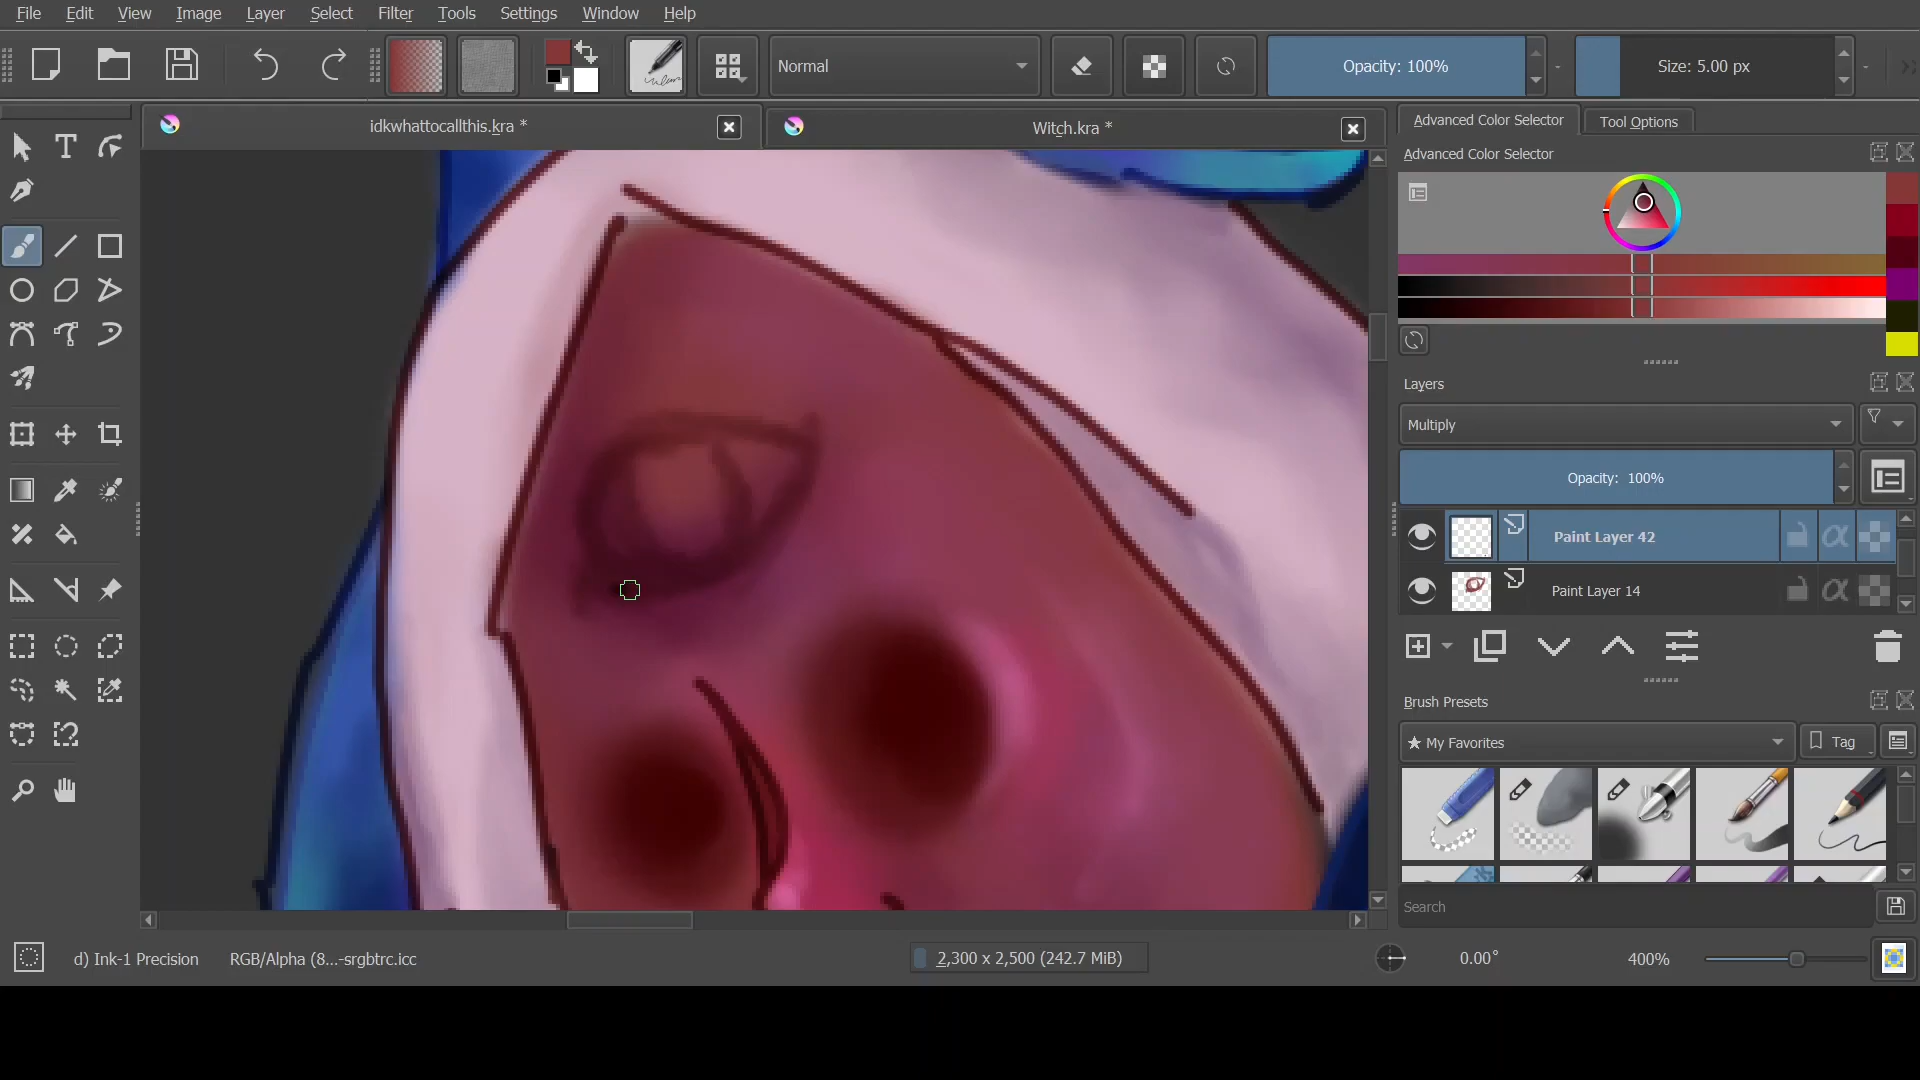 File Edit View Image Layer Select Filter Tools Settings Window Help
Normal
Opacity: 100%
Size: 5.00 px
idkwhattocallthis.kra *
Witch.kra *
Advanced Color Selector
Tool Options
Advanced Color Selector
Layers
Multiply
Opacity: 100%
Paint Layer 42
Paint Layer 14
Brush Presets
★ My Favorites
Tag
Search
d) Ink-1 Precision
RGB/Alpha (8...-srgbtrc.icc
2,300 x 2,500 (242.7 MiB)
0.00°
400%